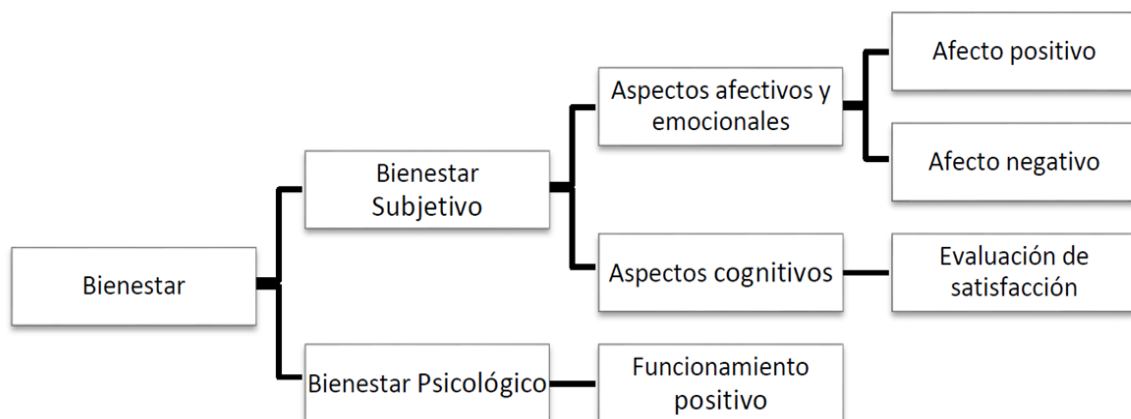 Bienestar
Bienestar
Subjetivo
Bienestar Psicológico
Aspectos afectivos y
emocionales
Aspectos cognitivos
Funcionamiento
positivo
Afecto positivo
Afecto negativo
Evaluación de
satisfacción